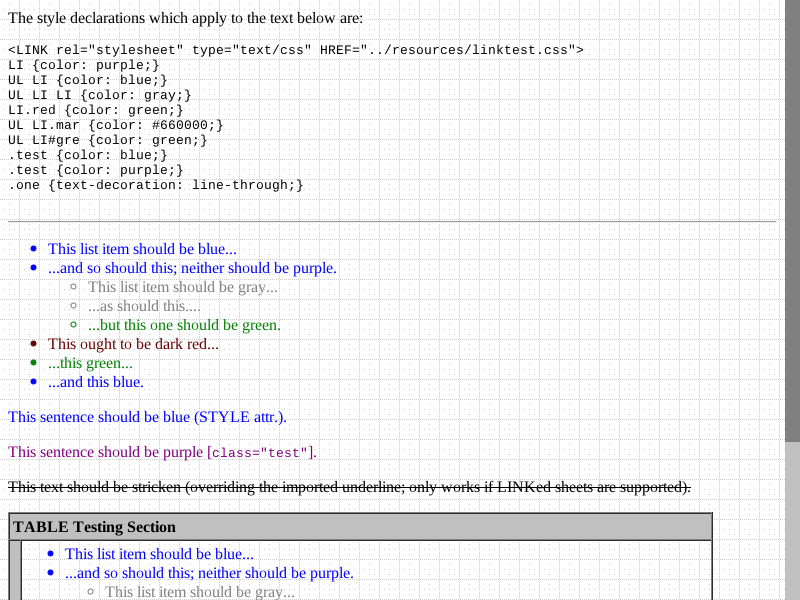 The style declarations which apply to the text below are:
<LINK rel="stylesheet" type="text/css" HREF="../resources/linktest.css">
LI {color: purple;}
UL LI {color: blue;}
UL LI LI {color: gray;}
LI.red {color: green;}
UL LI.mar {color: #660000;}
UL LI#gre {color: green;}
.test {color: blue;}
.test {color: purple;}
.one {text-decoration: line-through;}
This list item should be blue...
...and so should this; neither should be purple.
This list item should be gray...
...as should this....
...but this one should be green.
This ought to be dark red...
...this green...
...and this blue.
This sentence should be blue (STYLE attr.).
This sentence should be purple [class="test"].
This text should be stricken (overriding the imported underline; only works if LINKed sheets are supported).
TABLE Testing Section
This list item should be blue...
...and so should this; neither should be purple.
This list item should be gray...